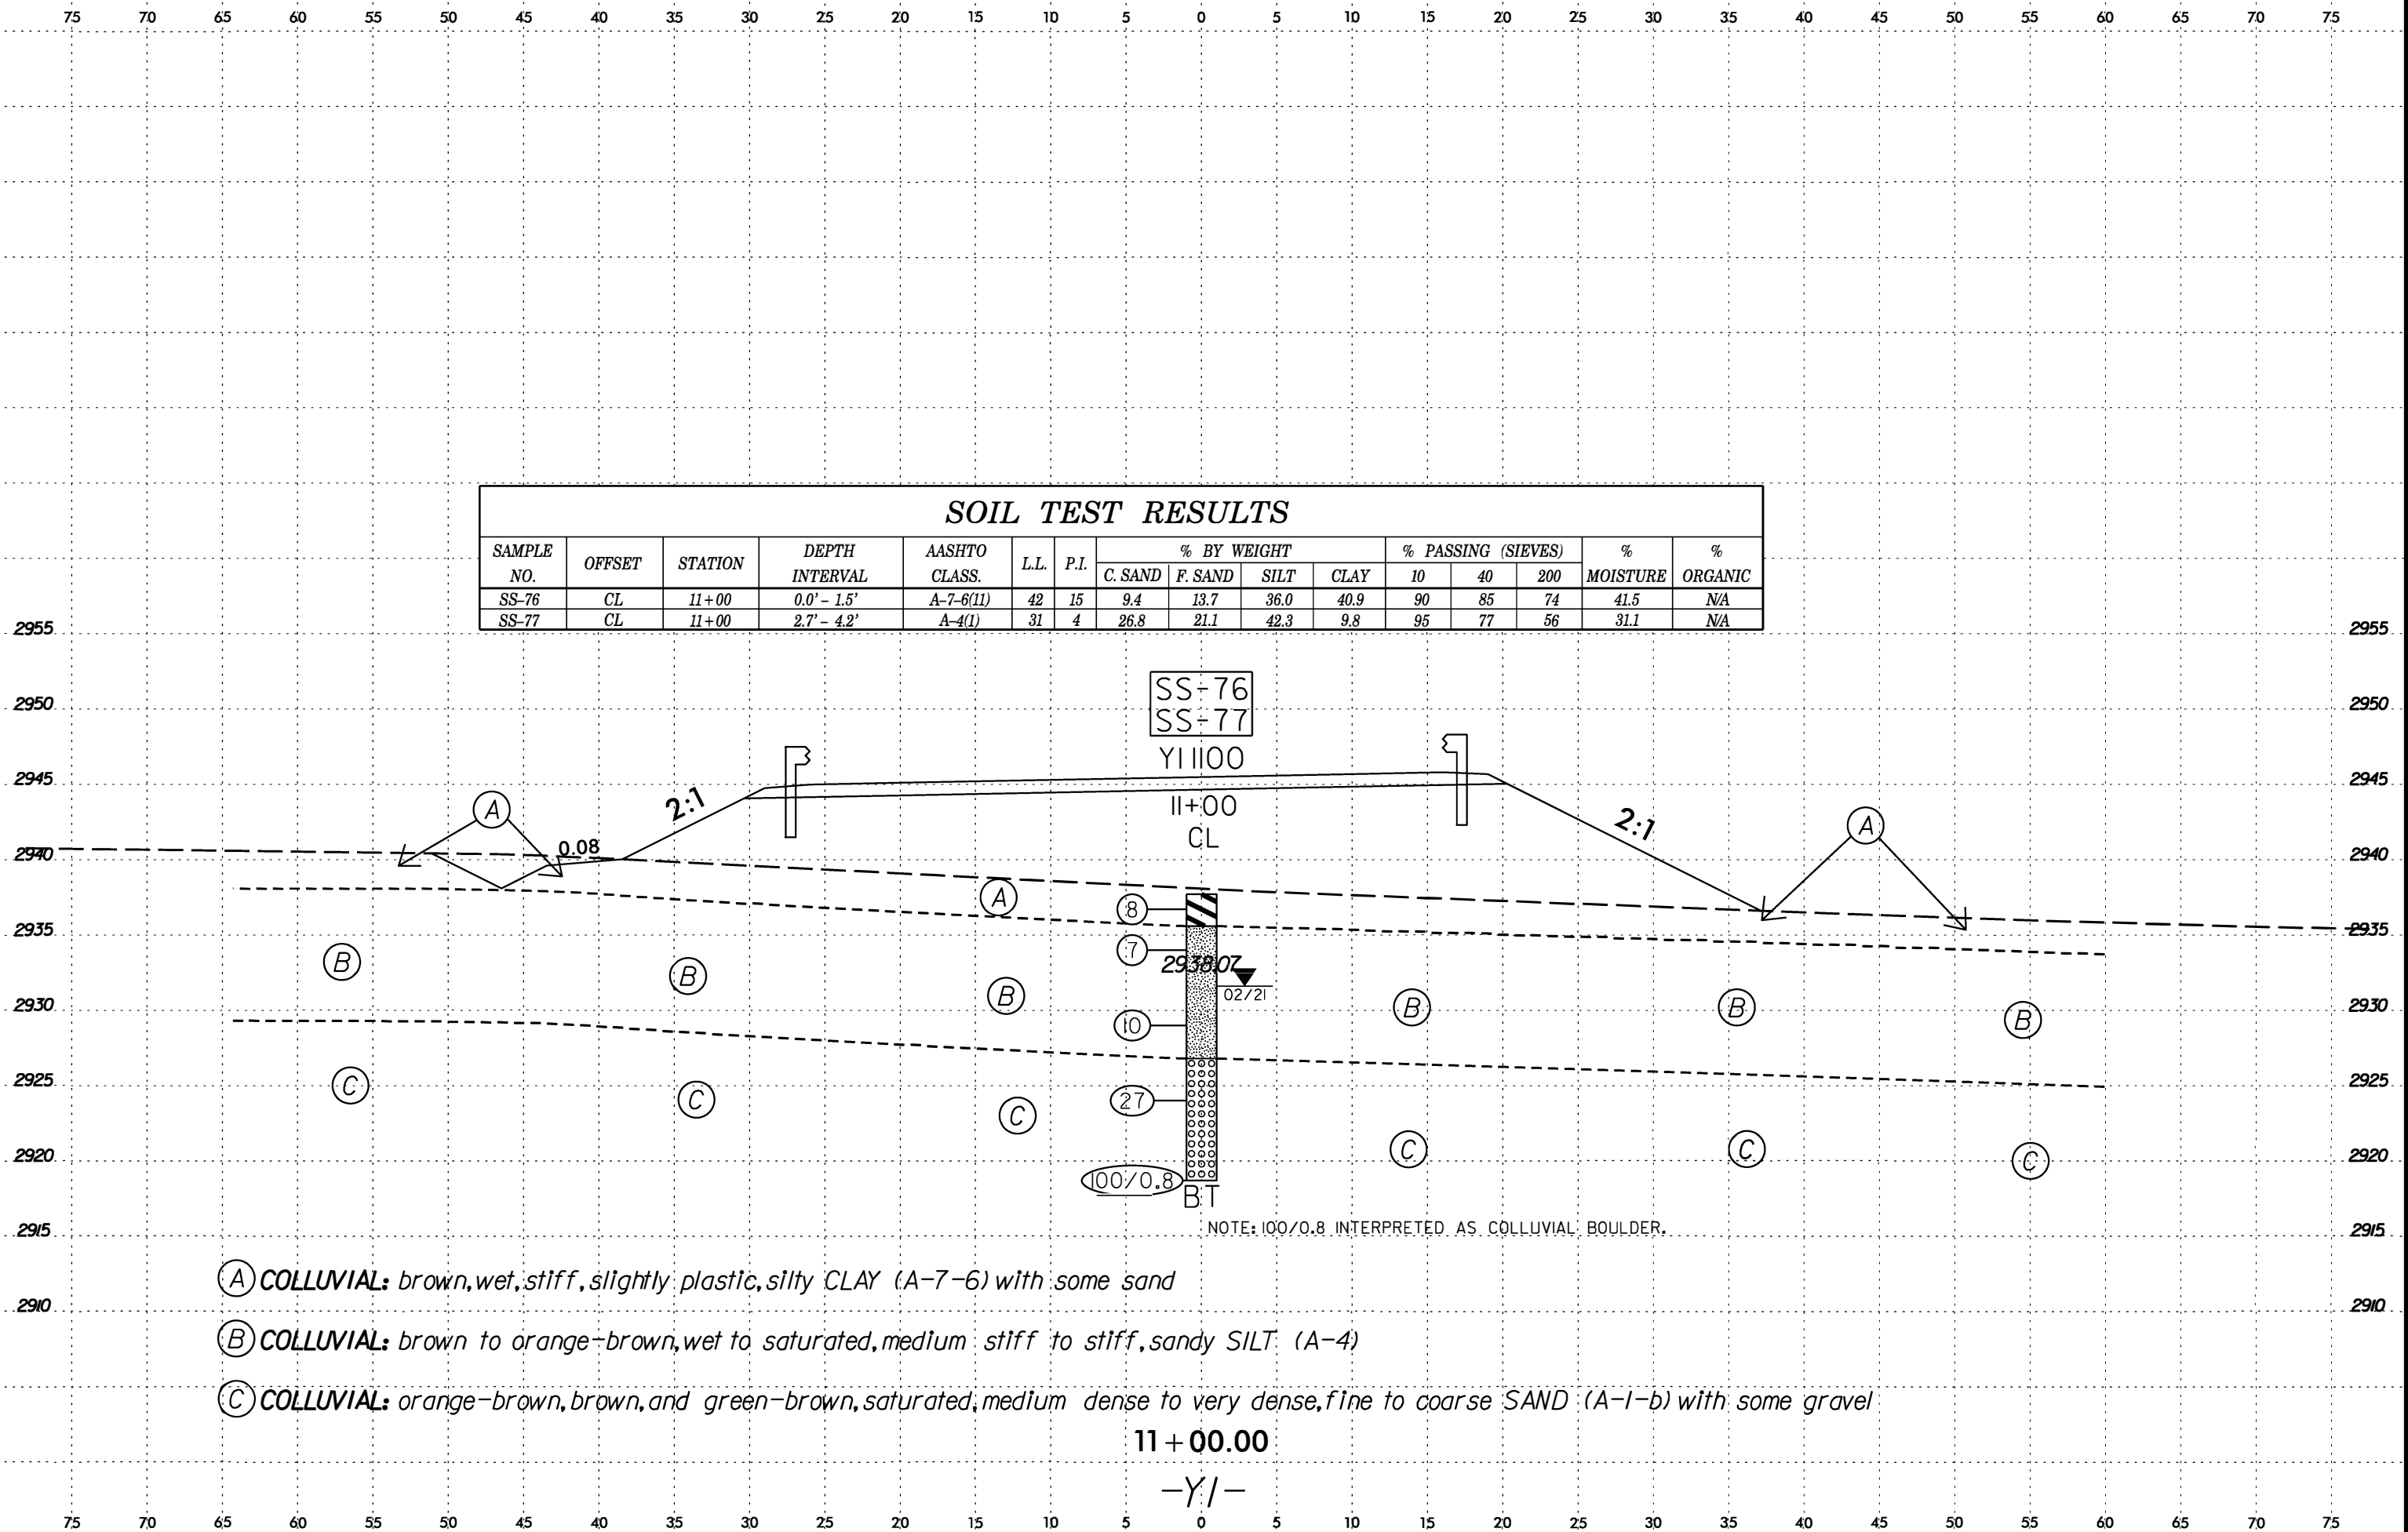 75 70 65 60 55 50 45 40 35 30 25 20 15 10 5 0 5 10 15 20 25 30 35 40 45 50 55 60 65 70 75
SOIL TEST RESULTS
SAMPLE NO. OFFSET STATION DEPTH INTERVAL AASHTO CLASS. L.L. P.I. % BY WEIGHT % PASSING (SIEVES) % MOISTURE % ORGANIC
C. SAND F. SAND SILT CLAY 10 40 200
SS-76 CL 11+00 0.0' - 1.5' A-7-6(11) 42 15 9.4 13.7 36.0 40.9 90 85 74 41.5 N/A
SS-77 CL 11+00 2.7' - 4.2' A-4(1) 31 4 26.8 21.1 42.3 9.8 95 77 56 31.1 N/A
2955 2955
SS-76
SS-77
2950 2950
Y11100
2945 2945
2:1
11+00
A
2:1
A
CL
0.08
2940 2940
A
8
2935 2935
7
B
2938.07
B
B
02/21
2930 B B 2930
B
10
2925 C 2925
C
27
C
C C
2920 C 2920
100/0.8
BT
NOTE: 100/0.8 INTERPRETED AS COLLUVIAL BOULDER.
2915 2915
A COLLUVIAL: brown, wet, stiff, slightly plastic, silty CLAY (A-7-6) with some sand
2910 2910
B COLLUVIAL: brown to orange-brown, wet to saturated, medium stiff to stiff, sandy SILT (A-4)
C COLLUVIAL: orange-brown, brown, and green-brown, saturated, medium dense to very dense, fine to coarse SAND (A-1-b) with some gravel
11+00.00
-Y1-
75 70 65 60 55 50 45 40 35 30 25 20 15 10 5 0 5 10 15 20 25 30 35 40 45 50 55 60 65 70 75